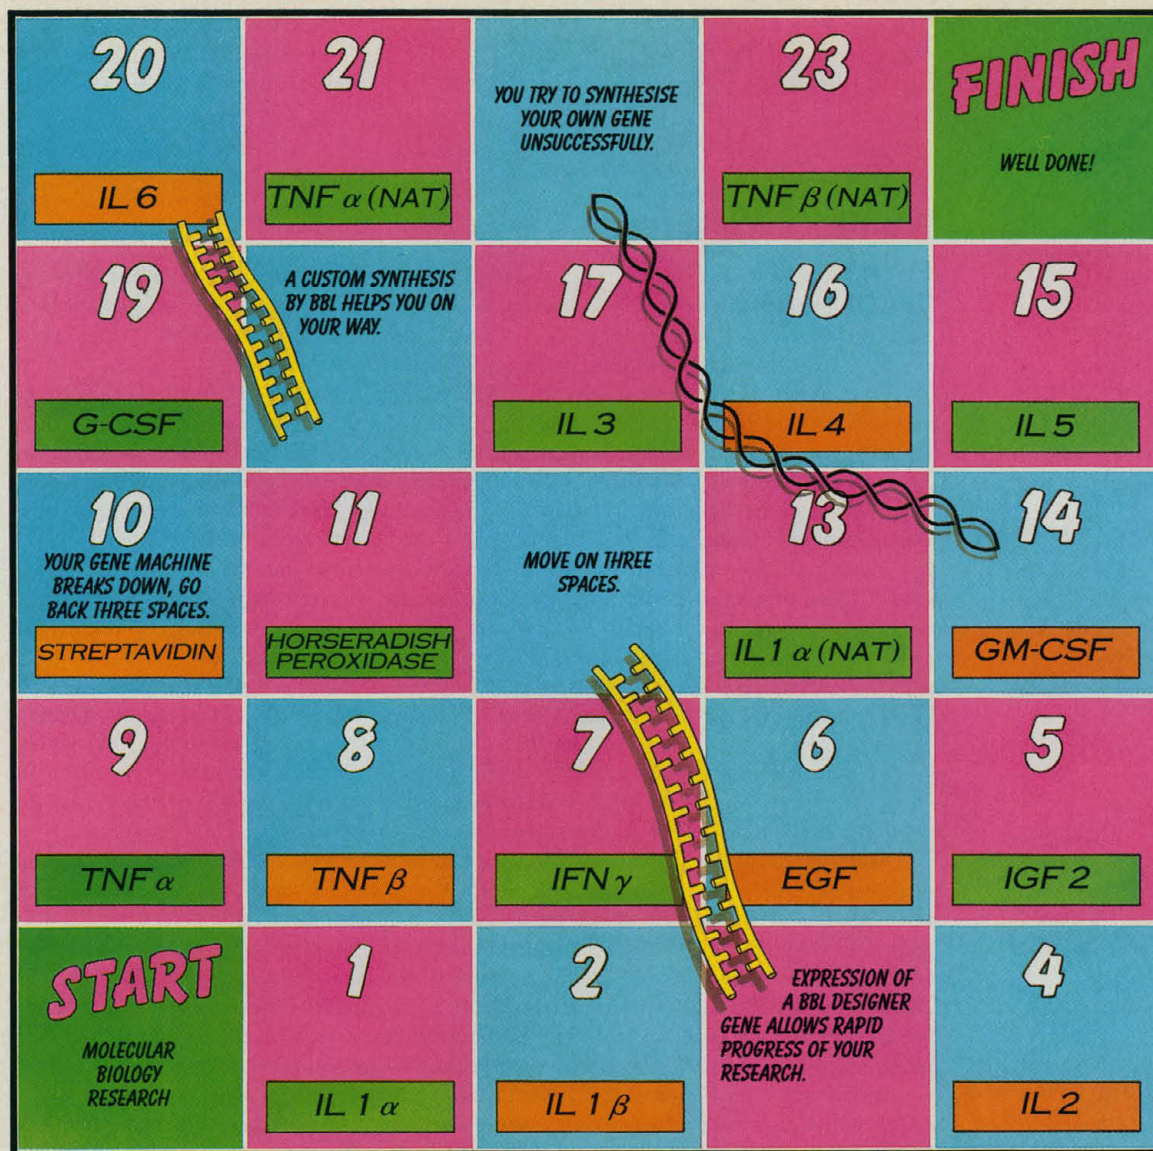 20
IL 6
21
TNF α (NAT)
YOU TRY TO SYNTHESISE
YOUR OWN GENE
UNSUCCESSFULLY.
23
TNF β (NAT)
FINISH
WELL DONE!
19
G-CSF
A CUSTOM SYNTHESIS
BY BBL HELPS YOU ON
YOUR WAY.
17
IL 3
16
IL 4
15
IL 5
10
YOUR GENE MACHINE
BREAKS DOWN, GO
BACK THREE SPACES.
STREPTAVIDIN
11
HORSERADISH
PEROXIDASE
MOVE ON THREE
SPACES.
13
IL1 α (NAT)
14
GM-CSF
9
TNF α
8
TNF β
7
IFN γ
6
EGF
5
IGF 2
START
MOLECULAR
BIOLOGY
RESEARCH
1
IL 1 α
2
IL 1 β
EXPRESSION OF
A BBL DESIGNER
GENE ALLOWS RAPID
PROGRESS OF YOUR
RESEARCH.
4
IL 2